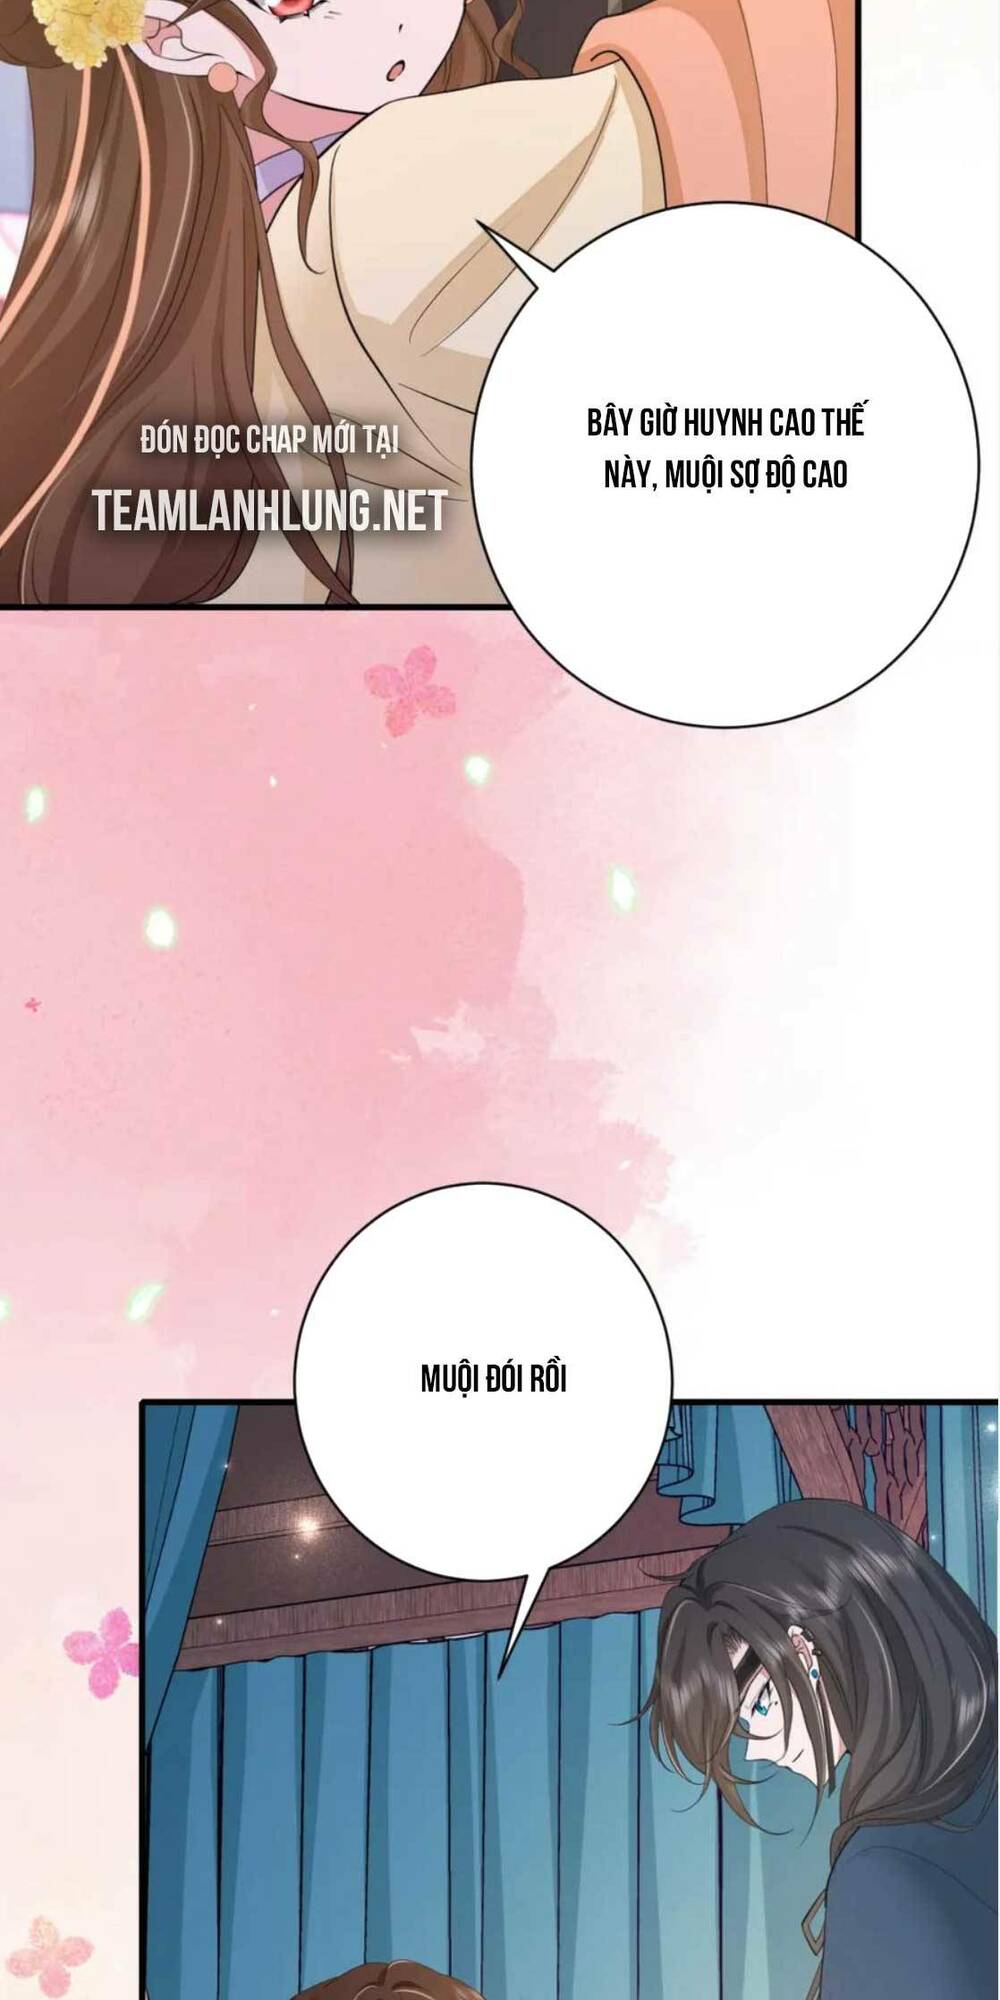 BÂY GIỜ HUYNH CAO THẾ
NÀY, MUỘI SỢ ĐỘ CAO
ĐÓN ĐỌC CHAP MỚI TẠI
TEAMLANHLUNG.NET
MUỘI ĐÓI RỒI